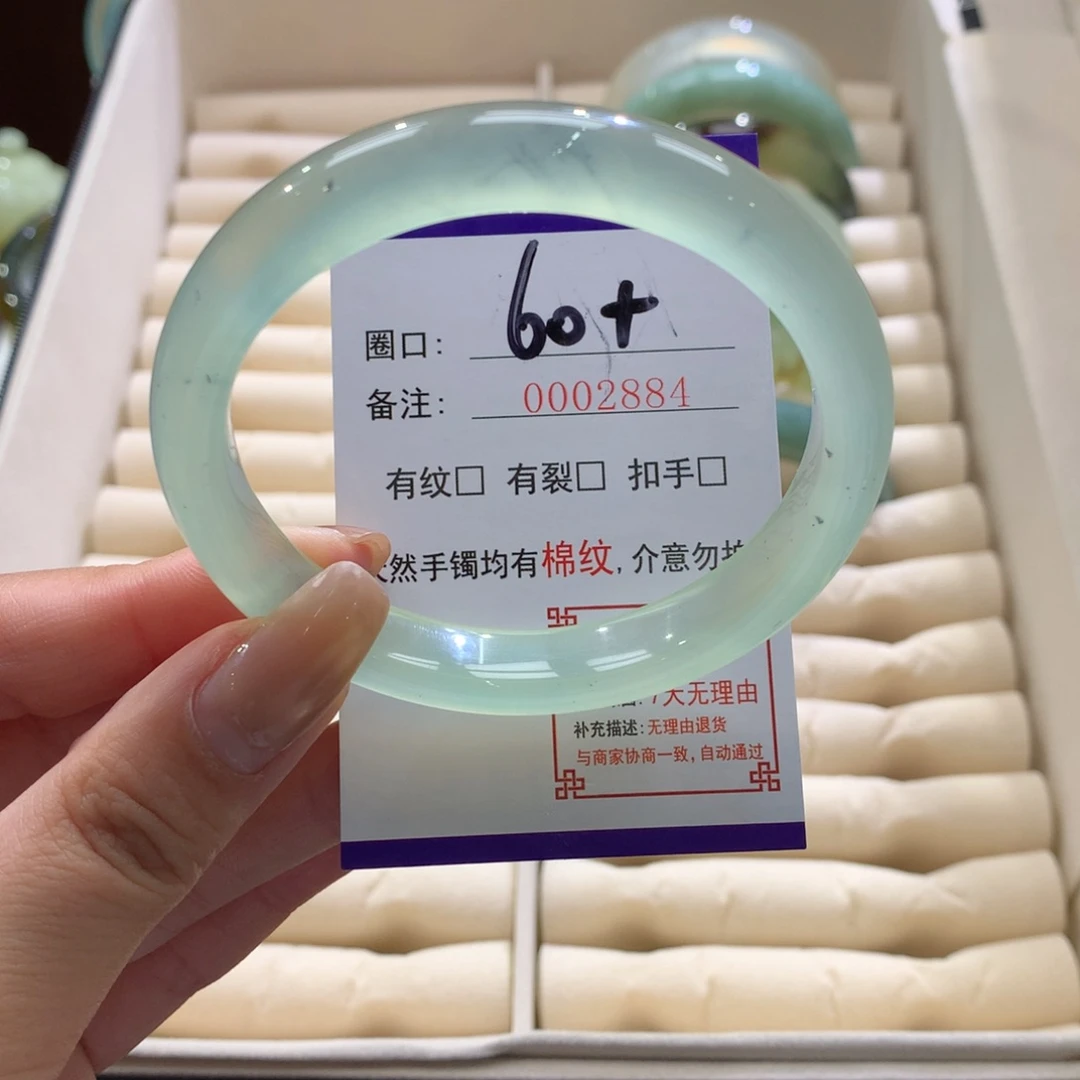 圈口: 60+
备注: 0002884
有纹□ 有裂□ 扣手□
然手镯均有棉纹,介意勿
7天无理由
补充描述:无理由退货
与商家协商一致,自动通过